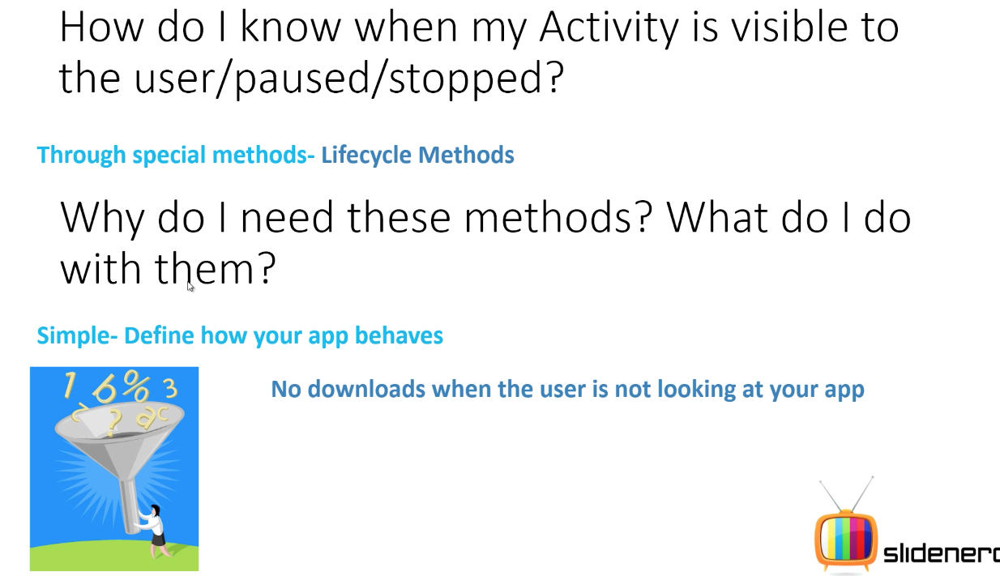 How do I know when my Activity is visible to
the user/paused/stopped?
Through special methods- Lifecycle Methods
Why do I need these methods? What do I do
with them?
Simple- Define how your app behaves
1 6 % 3
? a c
No downloads when the user is not looking at your app